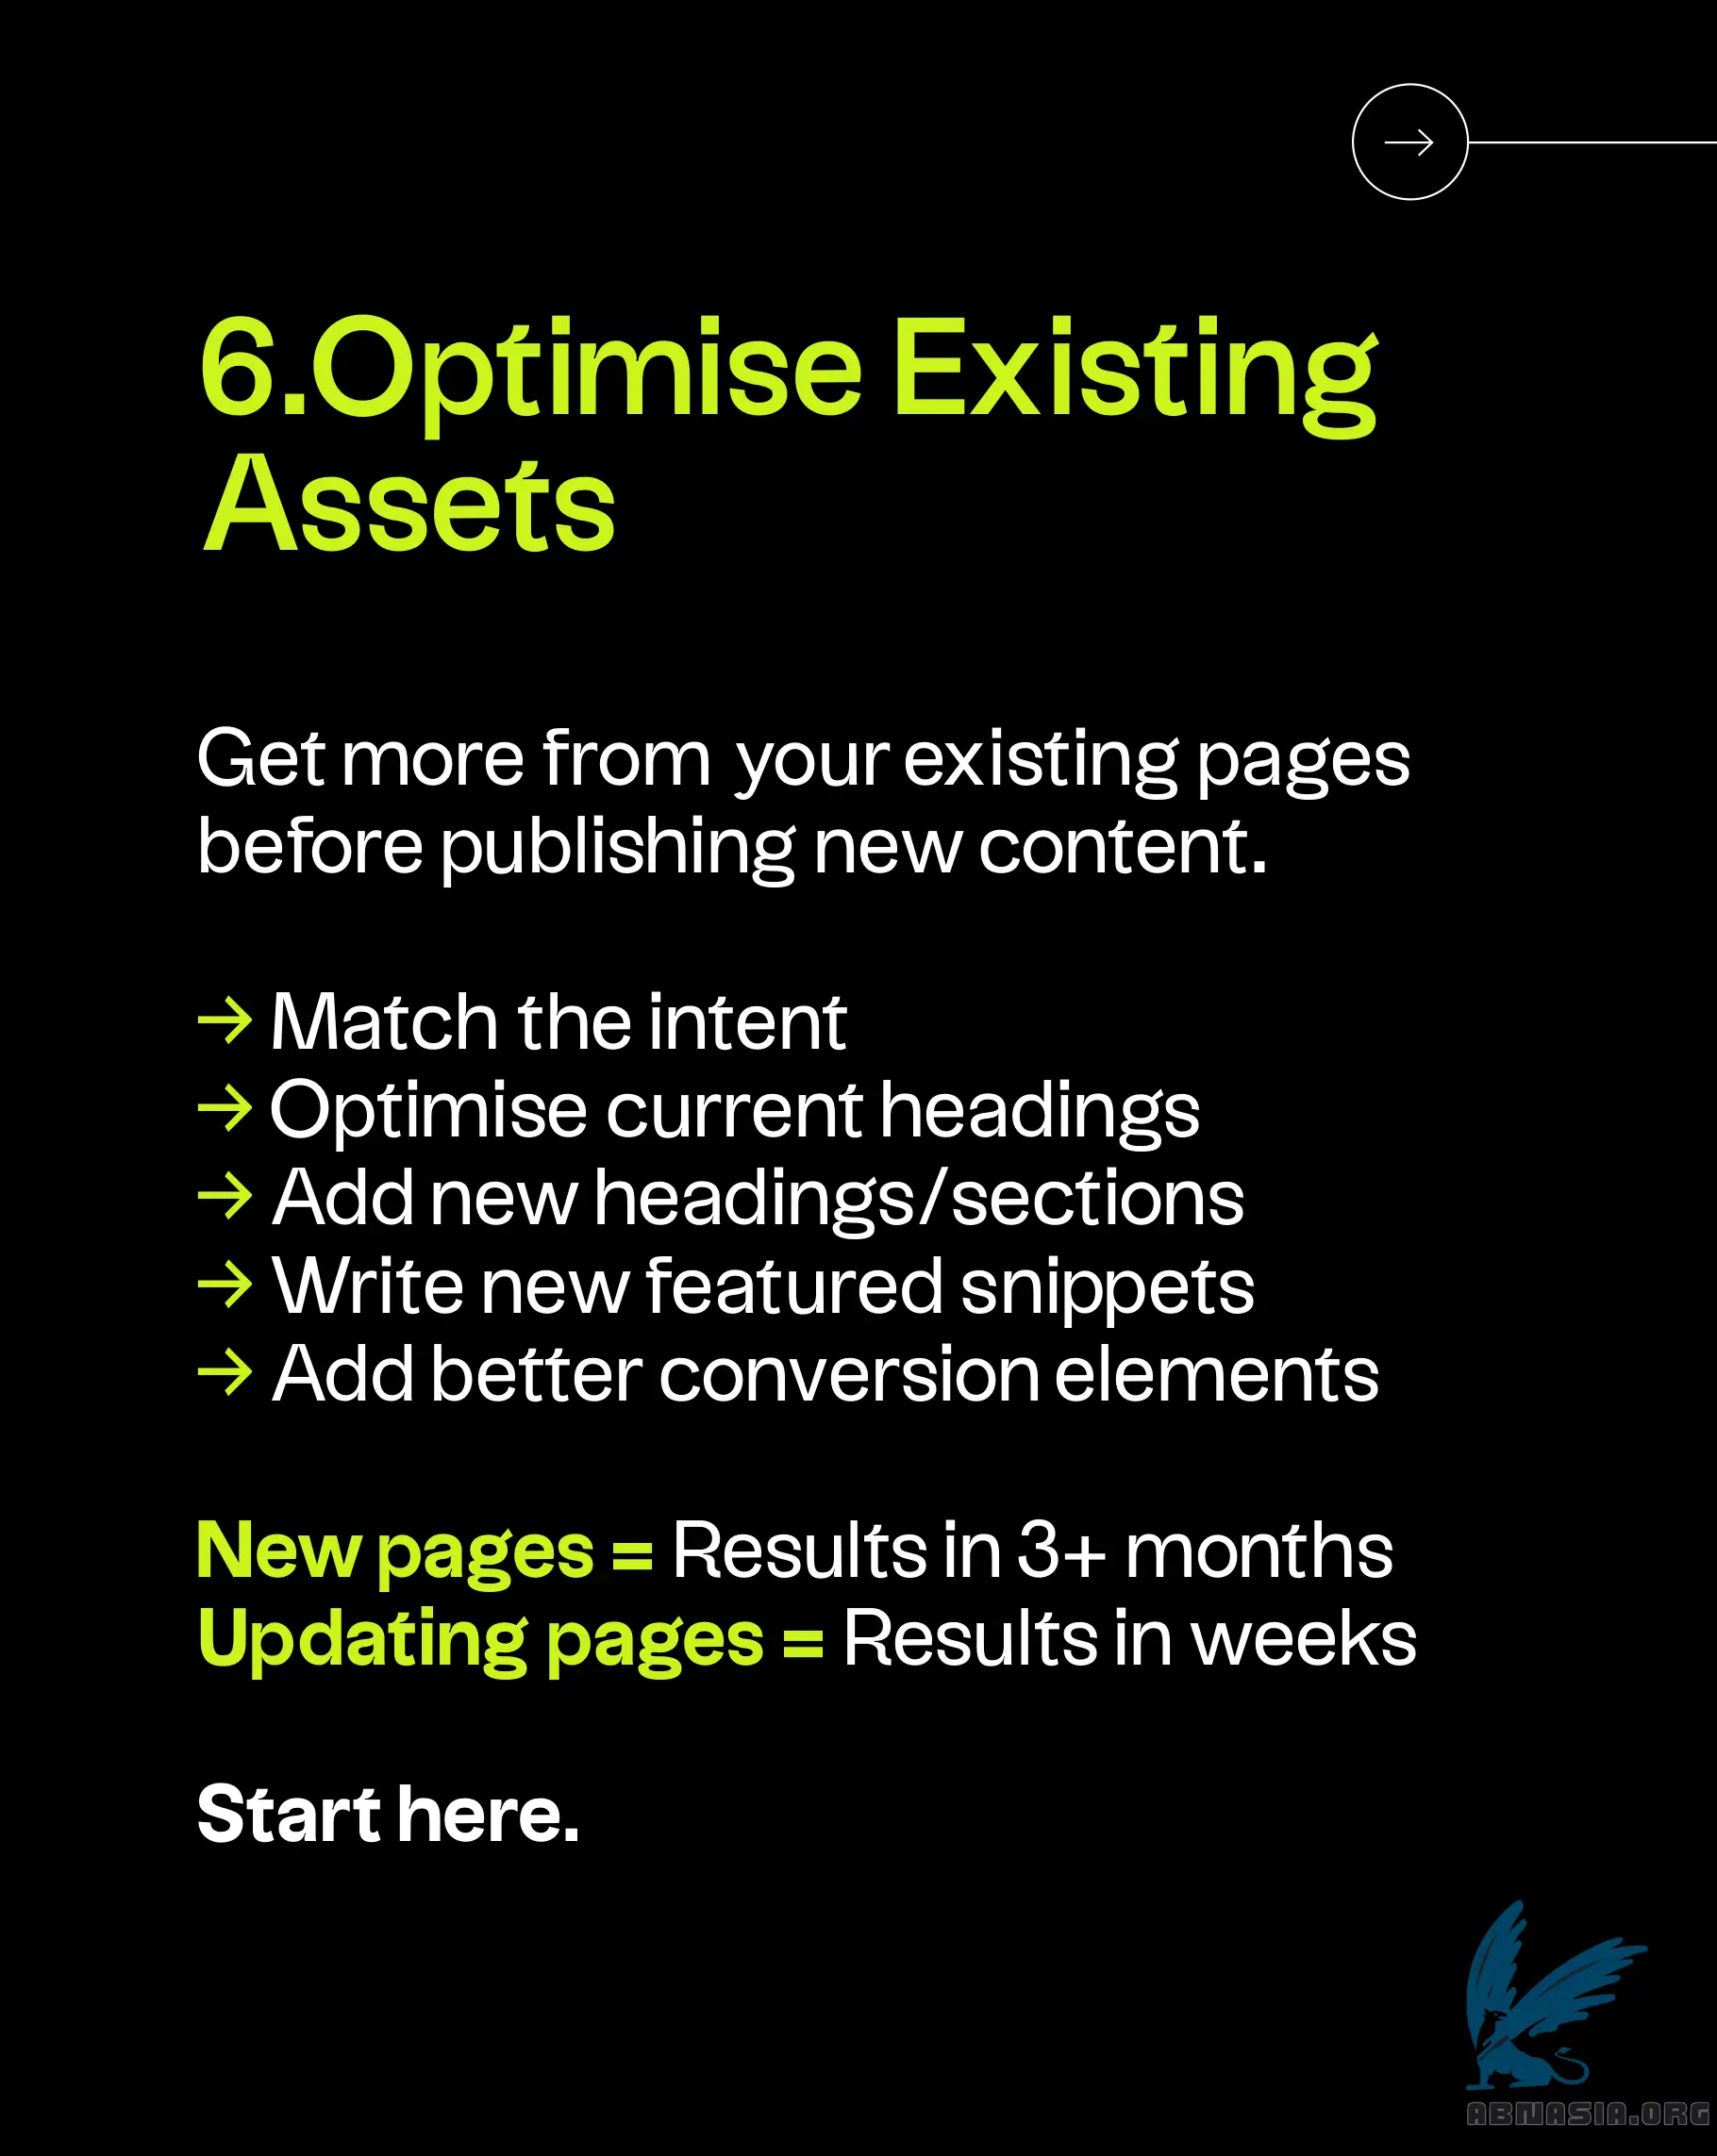 6.Optimise Existing
Assets
Get more from your existing pages
before publishing new content.
→ Match the intent
→ Optimise current headings
→ Add new headings/sections
→ Write new featured snippets
→ Add better conversion elements
New pages = Results in 3+ months
Updating pages = Results in weeks
Start here.
ABNASIA.ORG